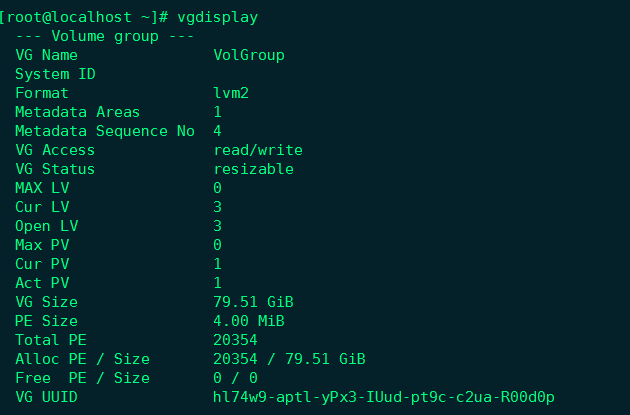 [root@localhost ~]# vgdisplay
  --- Volume group ---
  VG Name               VolGroup
  System ID
  Format                lvm2
  Metadata Areas        1
  Metadata Sequence No  4
  VG Access             read/write
  VG Status             resizable
  MAX LV                0
  Cur LV                3
  Open LV               3
  Max PV                0
  Cur PV                1
  Act PV                1
  VG Size               79.51 GiB
  PE Size               4.00 MiB
  Total PE              20354
  Alloc PE / Size       20354 / 79.51 GiB
  Free  PE / Size       0 / 0
  VG UUID               hl74w9-aptl-yPx3-IUud-pt9c-c2ua-R00d0p